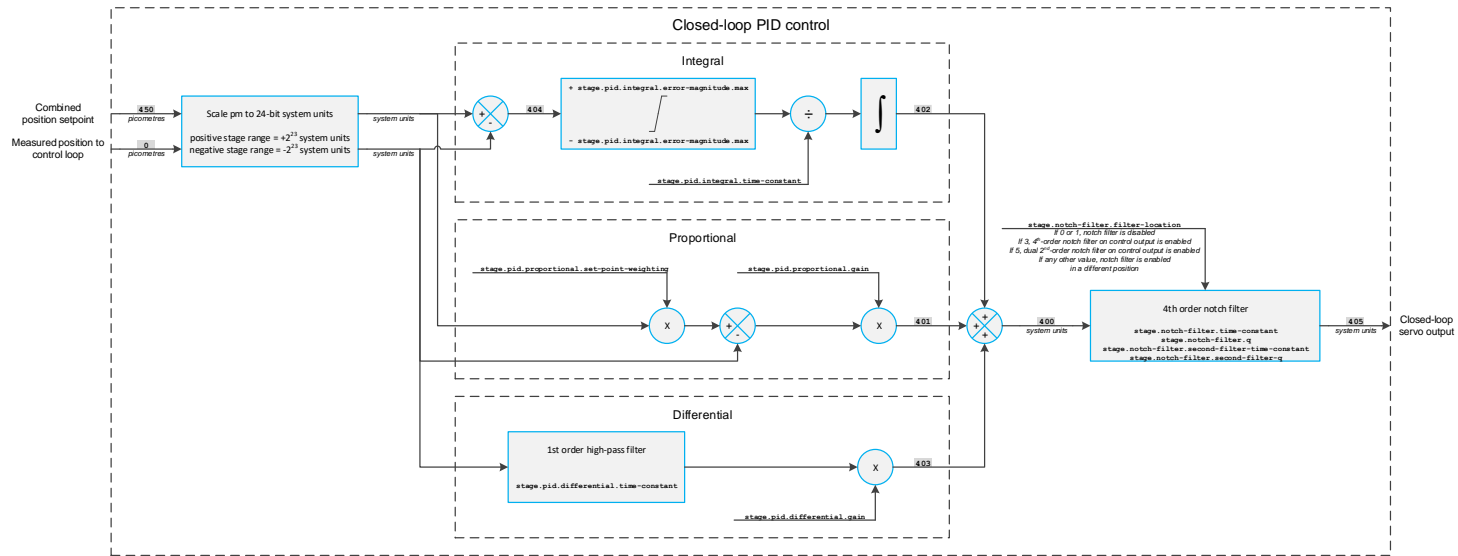 Closed-loop PID control
Combined
position setpoint
450
picometres
Measured position to
control loop
0
picometres
Scale pm to 24-bit system units
positive stage range = +2²³ system units
negative stage range = -2²³ system units
system units
system units
Integral
+
-
404
+ stage.pid.integral.error-magnitude.max
- stage.pid.integral.error-magnitude.max
÷
∫
402
stage.pid.integral.time-constant
Proportional
stage.pid.proportional.set-point-weighting
stage.pid.proportional.gain
X
+
-
X
401
Differential
1st order high-pass filter
stage.pid.differential.time-constant
X
403
stage.pid.differential.gain
+
+
+
400
system units
stage.notch-filter.filter-location
If 0 or 1, notch filter is disabled
If 3, 4th-order notch filter on control output is enabled
If 5, dual 2nd-order notch filter on control output is enabled
If any other value, notch filter is enabled
in a different position
4th order notch filter
stage.notch-filter.time-constant
stage.notch-filter.q
stage.notch-filter.second-filter-time-constant
stage.notch-filter.second-filter-q
405
system units
Closed-loop
servo output